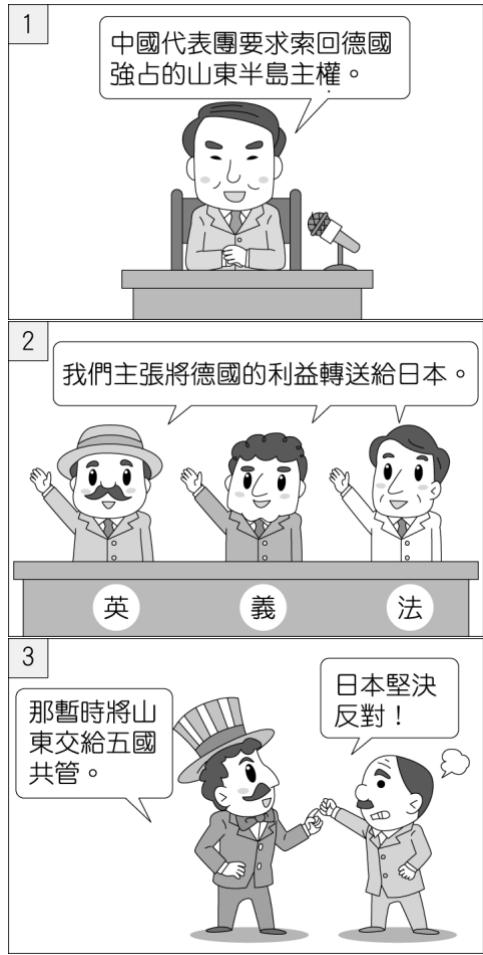 1
中國代表團要求索回德國
強占的山東半島主權。
2
我們主張將德國的利益轉送給日本。
英
義
法
3
那暫時將山
東交給五國
共管。
日本堅決
反對！